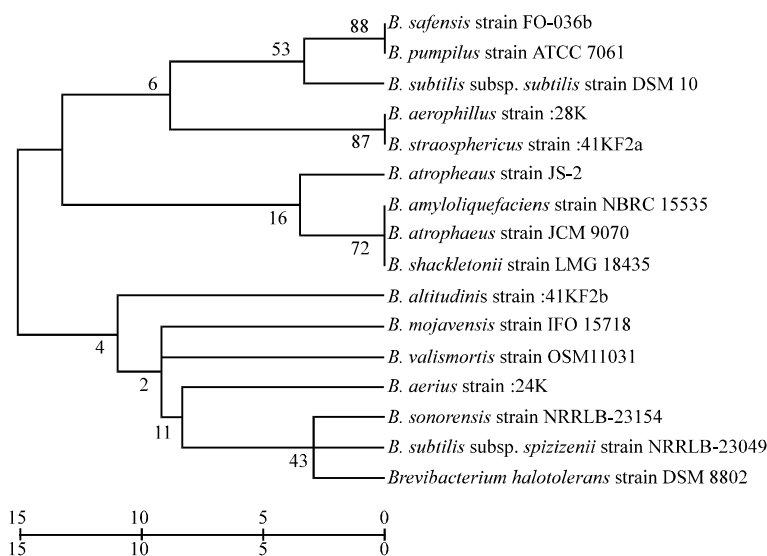 88
B. safensis strain FO-036b
53
B. pumpilus strain ATCC 7061
6
B. subtilis subsp. subtilis strain DSM 10
B. aerophillus strain :28K
87
B. straosphericus strain :41KF2a
B. atropheaus strain JS-2
16
B. amyloliquefaciens strain NBRC 15535
B. atrophaeus strain JCM 9070
72
B. shackletonii strain LMG 18435
B. altitudinis strain :41KF2b
4
B. mojavensis strain IFO 15718
B. valismortis strain OSM11031
2
B. aerius strain :24K
B. sonorensis strain NRRLB-23154
11
B. subtilis subsp. spizizenii strain NRRLB-23049
43
Brevibacterium halotolerans strain DSM 8802
15 10 5 0
15 10 5 0